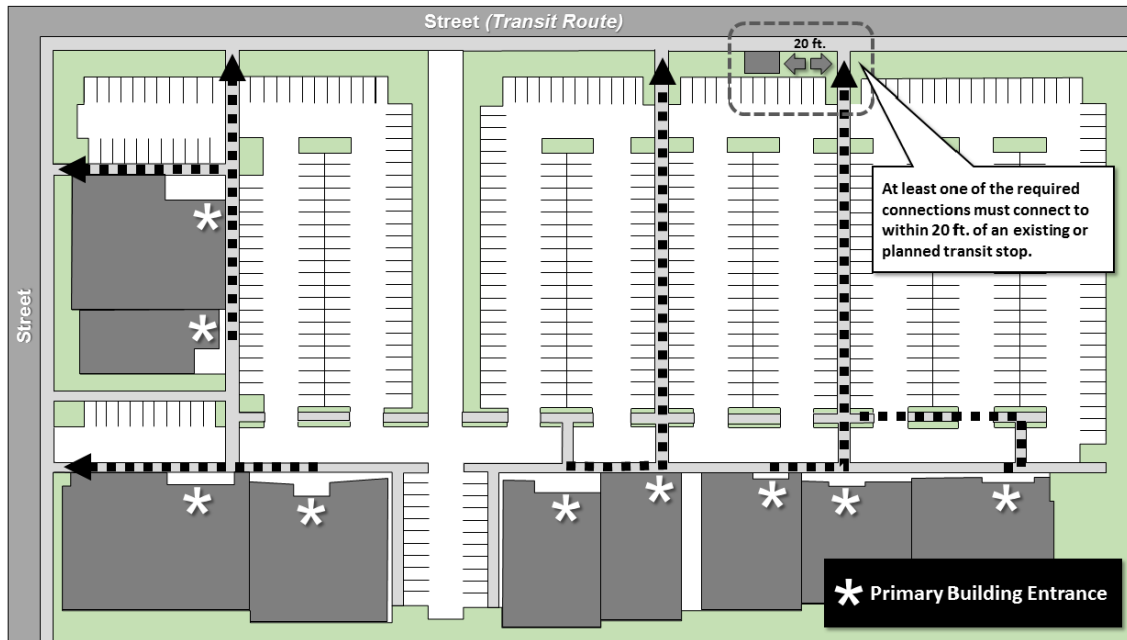 Street (Transit Route)
20 ft.
At least one of the required
connections must connect to
within 20 ft. of an existing or
planned transit stop.
Street
* Primary Building Entrance